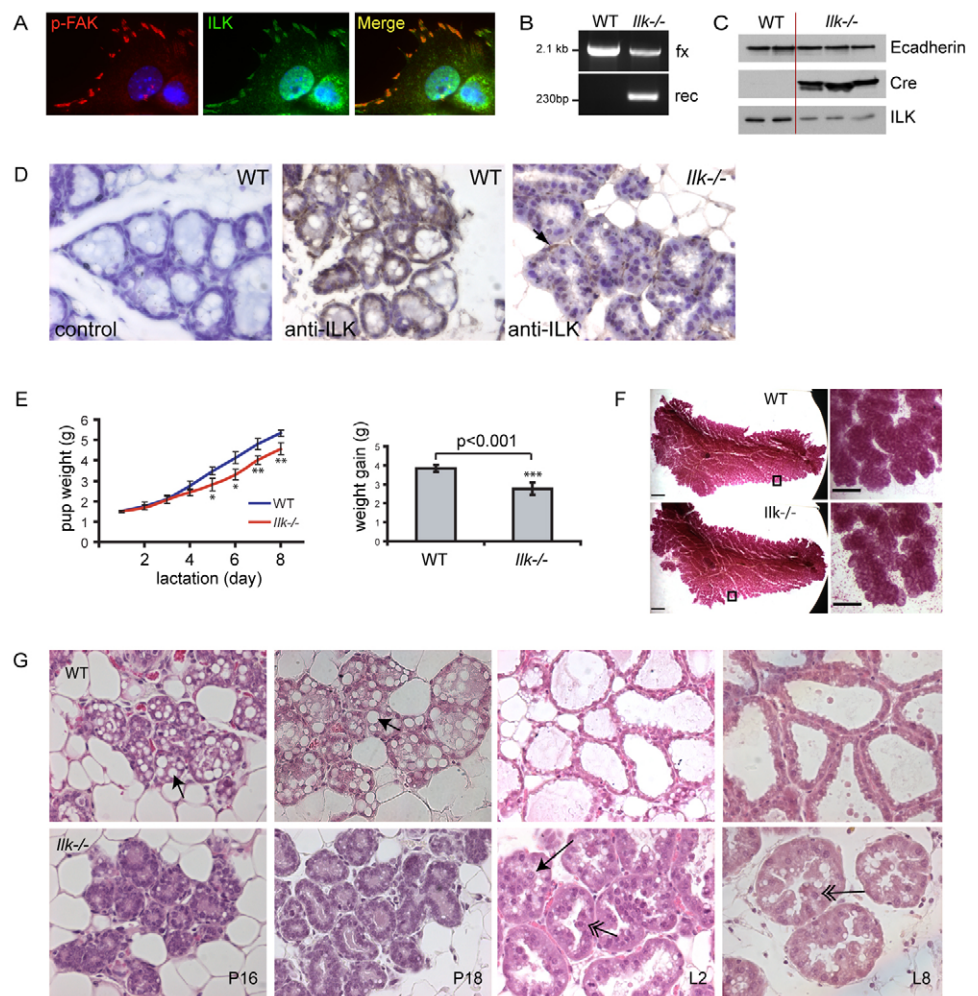 A
p-FAK
ILK
Merge
B
WT Ilk-/-
2.1 kb
fx
230bp
rec
C
WT Ilk-/-
Ecadherin
Cre
ILK
D
WT
control
WT
anti-ILK
Ilk-/-
anti-ILK
E
pup weight (g)
6
5
4
3
2
1
0
*
*
**
**
WT
Ilk-/-
2 4 6 8
lactation (day)
weight gain (g)
5
4
3
2
1
0
p<0.001
***
WT Ilk-/-
F
WT
Ilk-/-
G
WT
Ilk-/-
P16
P18
L2
L8